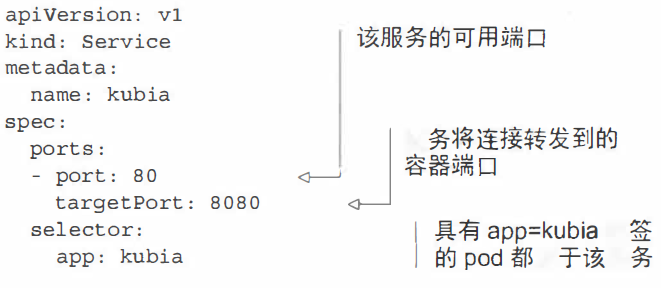 apiVersion: v1
kind: Service
metadata:
  name: kubia
spec:
  ports:
  - port: 80
    targetPort: 8080
  selector:
    app: kubia
该服务的可用端口
务将连接转发到的
容器端口
具有 app=kubia 签
的 pod 都 于该 务